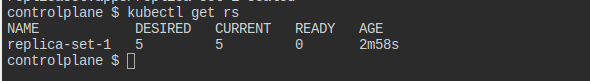 controlplane $ kubectl get rs
NAME DESIRED CURRENT READY AGE
replica-set-1 5 5 0 2m58s
controlplane $